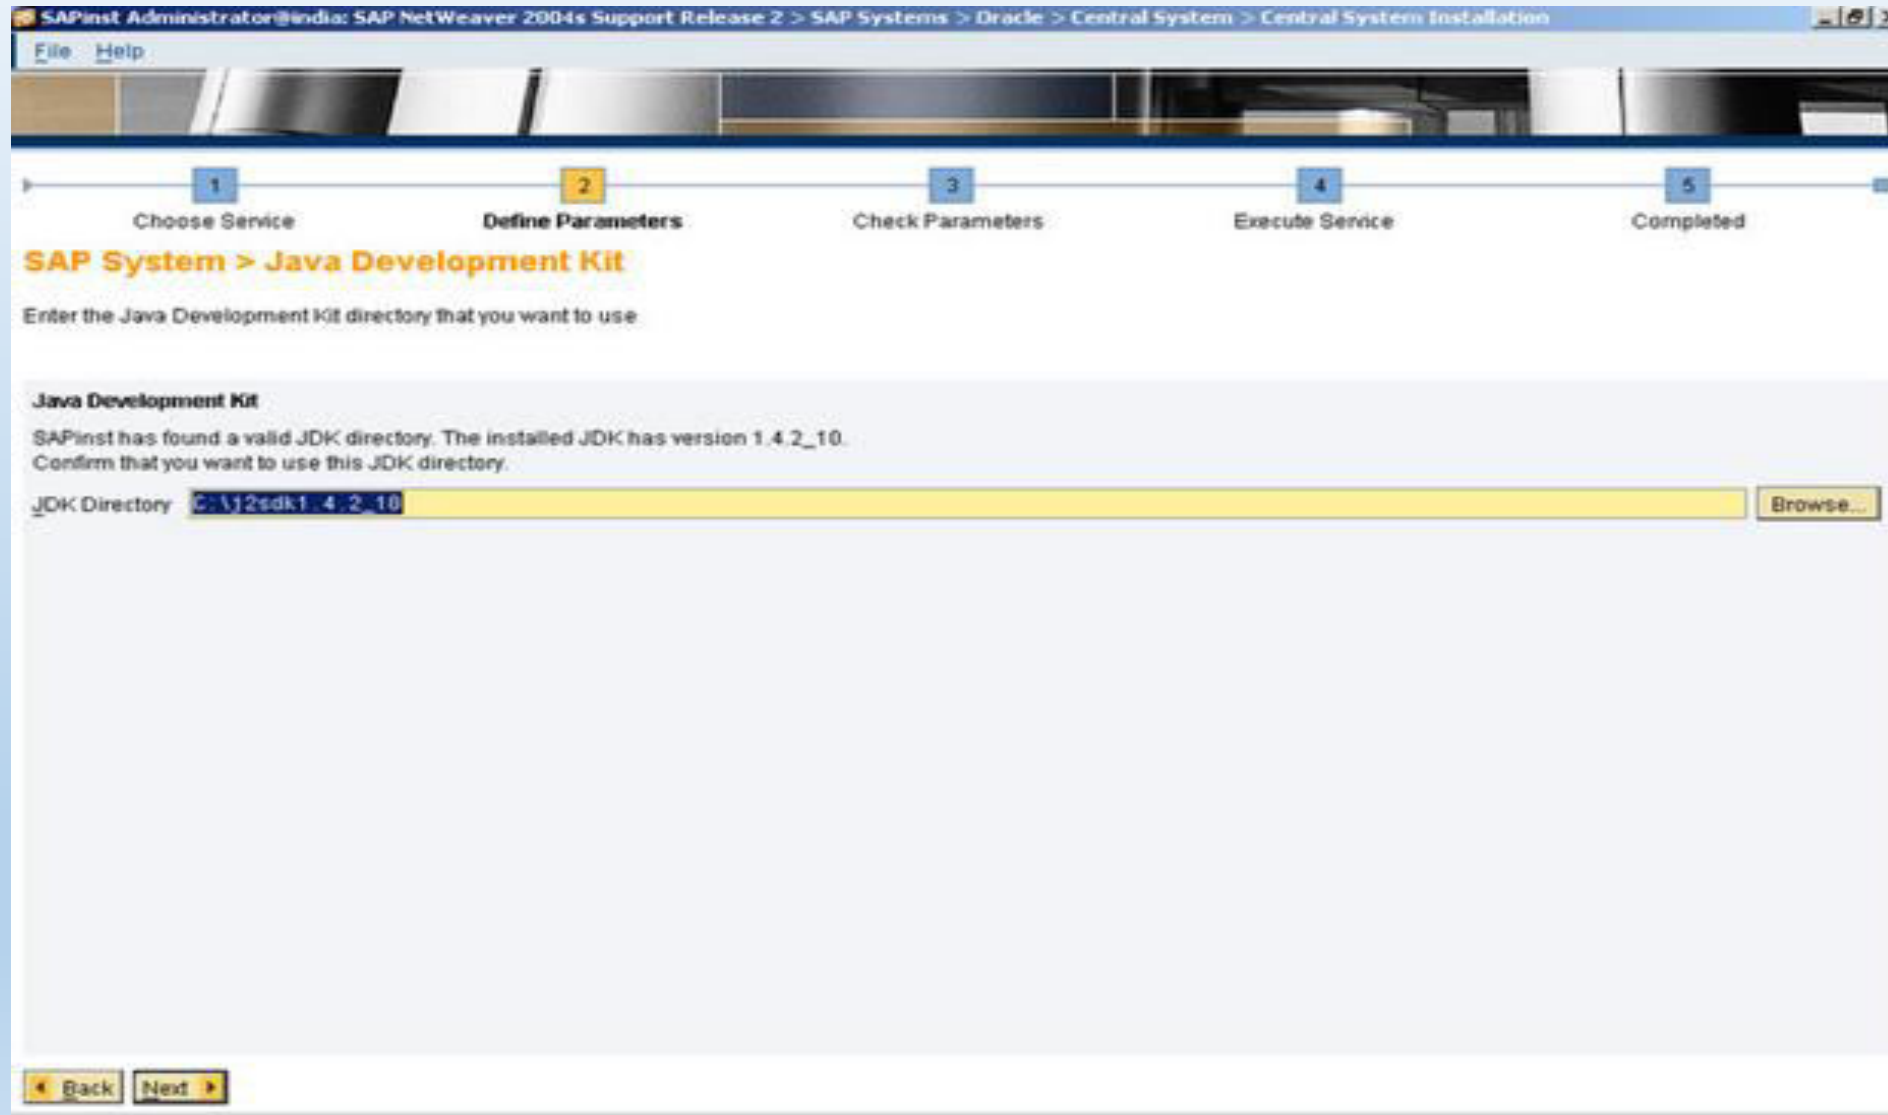 SAPinst Administrator@india: SAP NetWeaver 2004s Support Release 2 > SAP Systems > Oracle > Central System > Central System Installation
File Help
1 2 3 4 5
Choose Service Define Parameters Check Parameters Execute Service Completed
SAP System > Java Development Kit
Enter the Java Development Kit directory that you want to use
Java Development Kit
SAPinst has found a valid JDK directory. The installed JDK has version 1.4.2_10.
Confirm that you want to use this JDK directory.
JDK Directory C:\j2sdk1.4.2_10 Browse...
Back Next